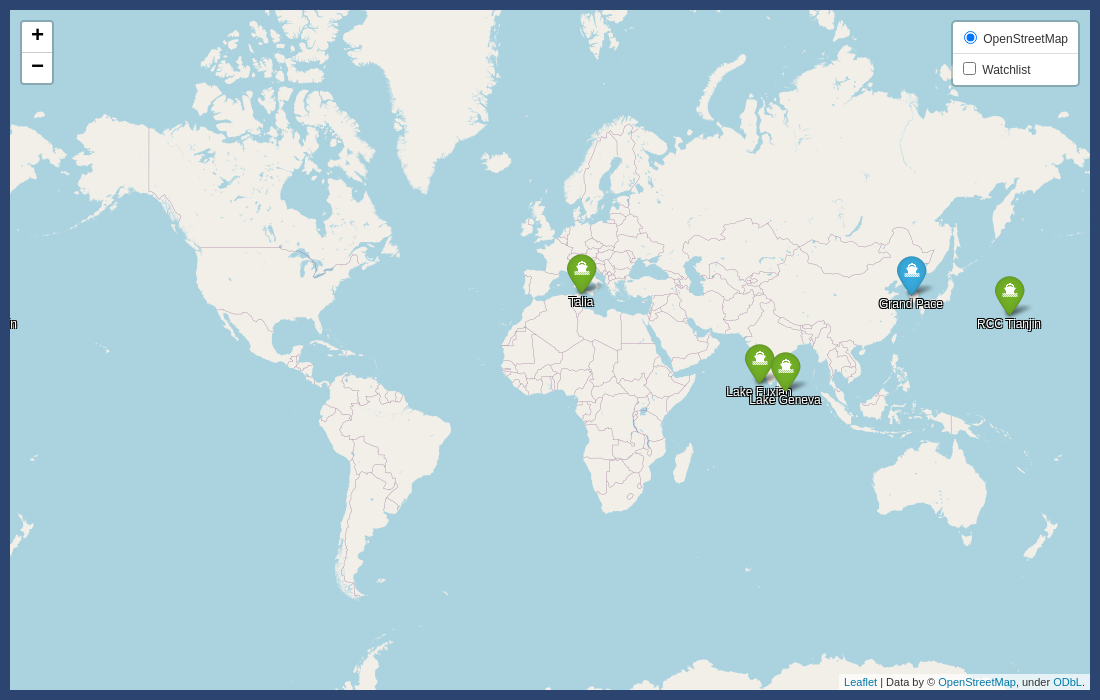 +
−
OpenStreetMap
Watchlist
Talia
Grand Pace
RCC Tianjin
n
Lake Fuxian
Lake Geneva
Leaflet | Data by © OpenStreetMap, under ODbL.